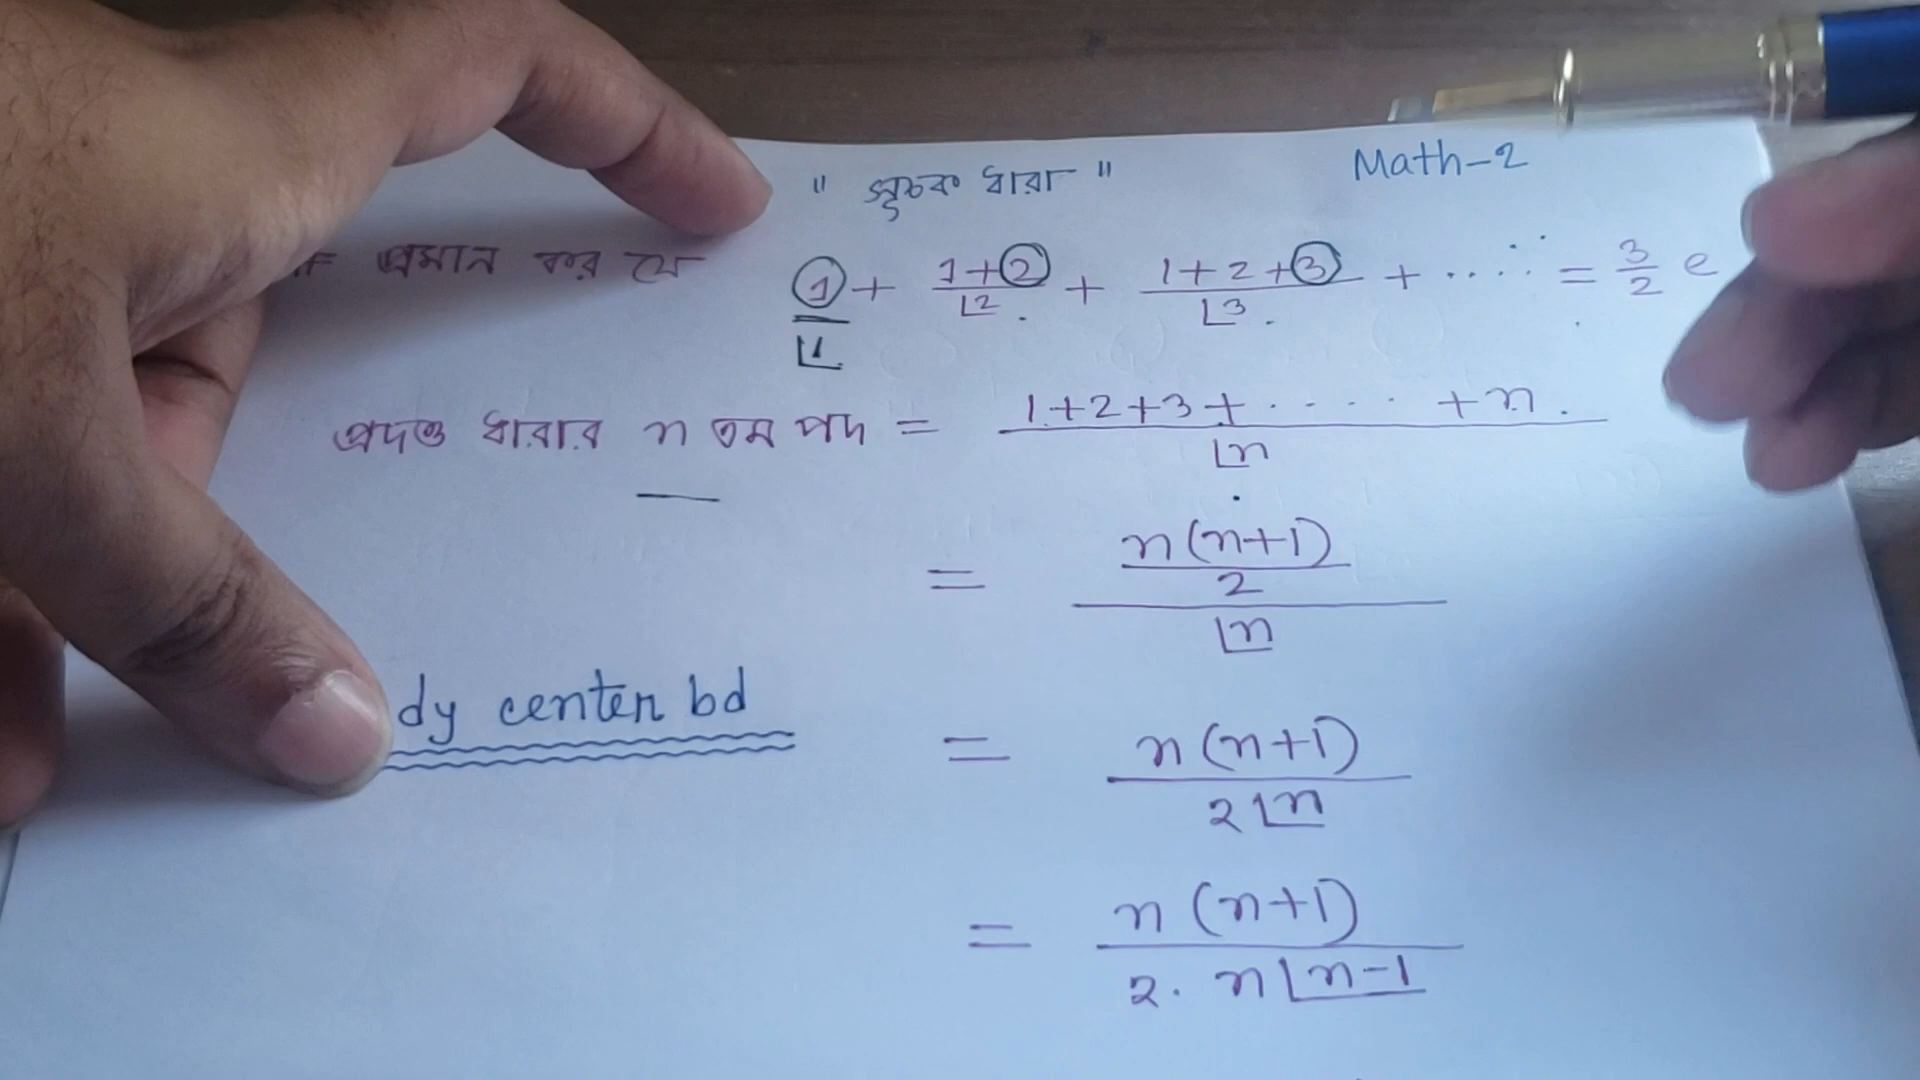 " সূচক ধারা " Math-2
প্রমান কর যে 1/⌊1 + (1+2)/⌊2 + (1+2+3)/⌊3 + ..... = 3/2 e
প্রদত্ত ধারার n তম পদ = (1+2+3+ .... +n)/⌊n
= (n(n+1)/2)/⌊n
dy center bd
= n(n+1)/2⌊n
= n(n+1)/2. n⌊n-1